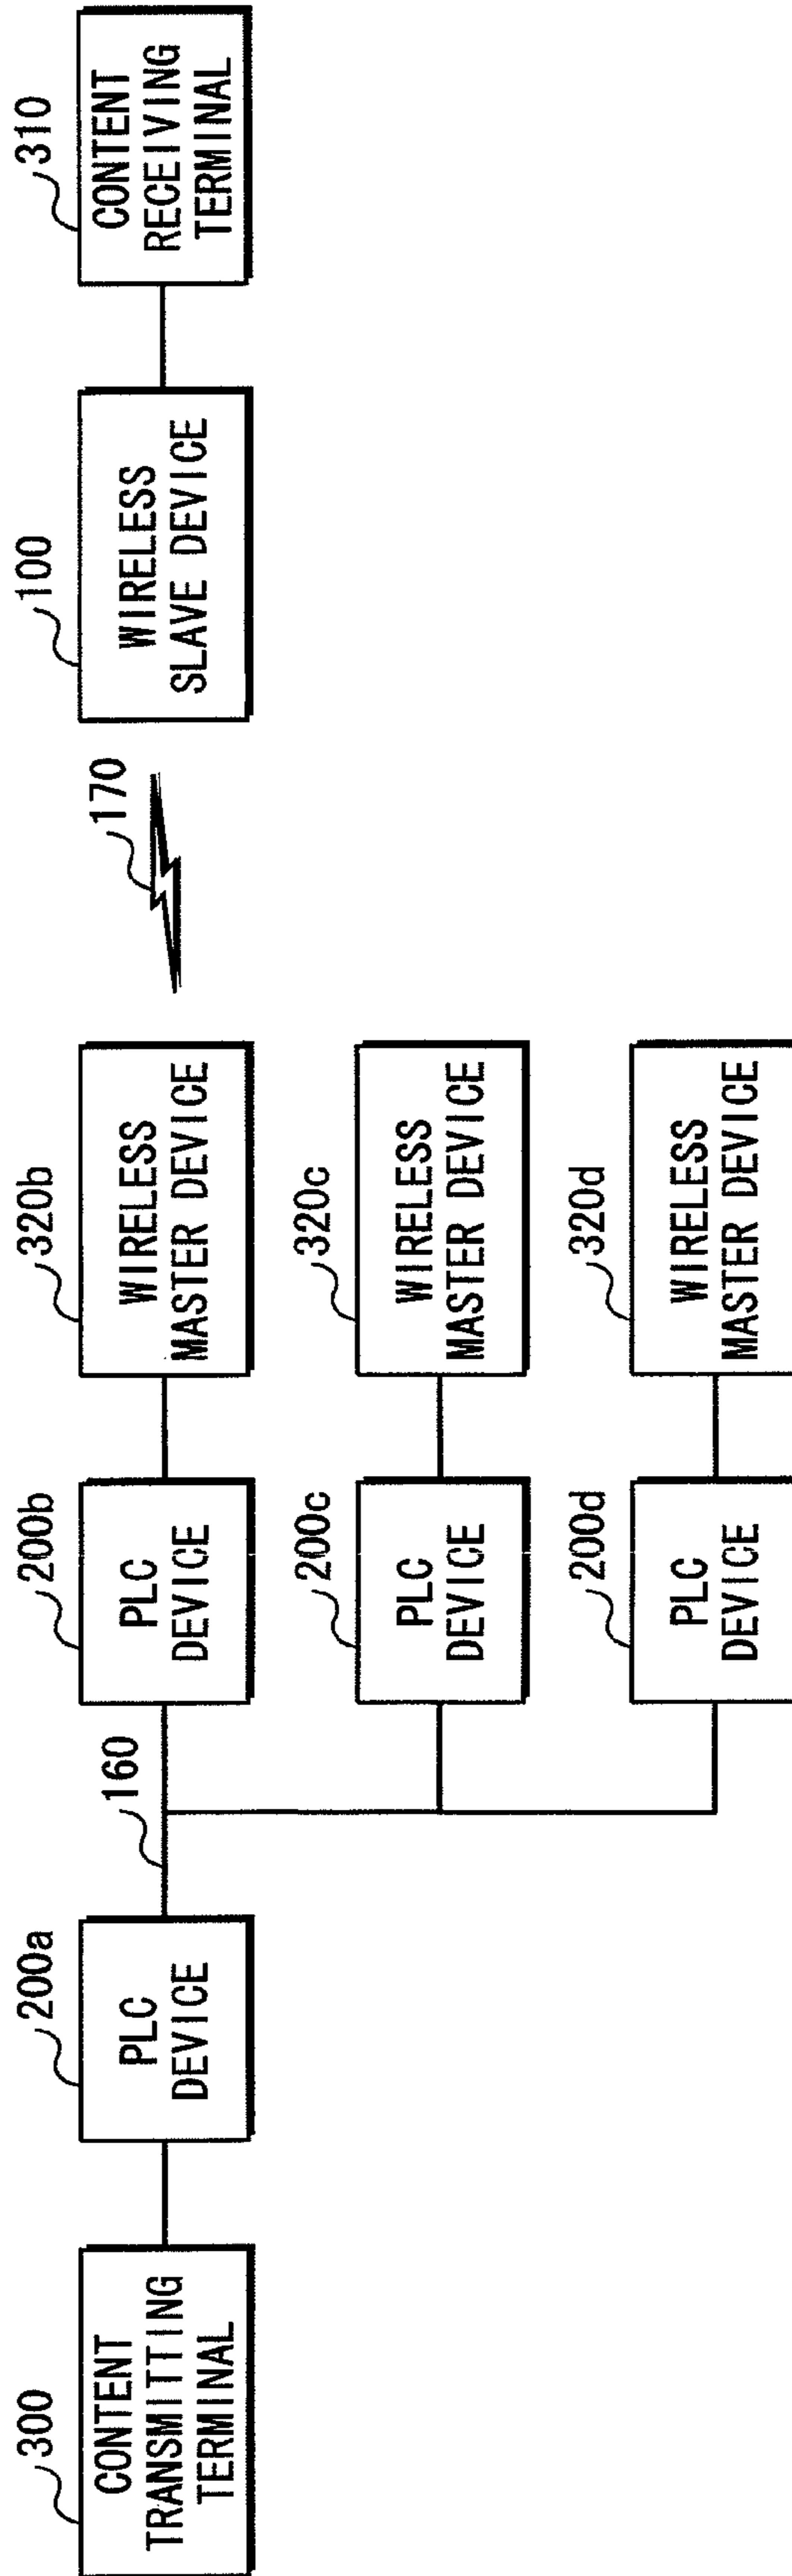 300
CONTENT
TRANSMITTING
TERMINAL
200a
PLC
DEVICE
160
200b
PLC
DEVICE
320b
WIRELESS
MASTER DEVICE
170
100
WIRELESS
SLAVE DEVICE
310
CONTENT
RECEIVING
TERMINAL
200c
PLC
DEVICE
320c
WIRELESS
MASTER DEVICE
200d
PLC
DEVICE
320d
WIRELESS
MASTER DEVICE